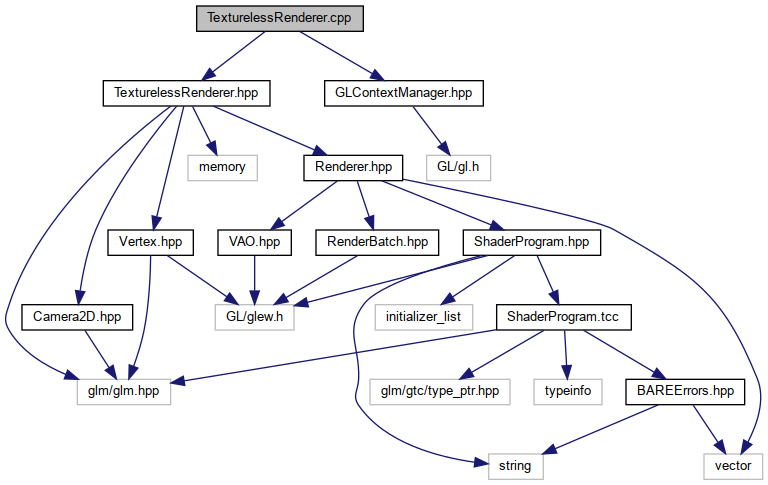 TexturelessRenderer.cpp
TexturelessRenderer.hpp
GLContextManager.hpp
memory
Renderer.hpp
GL/gl.h
Vertex.hpp
VAO.hpp
RenderBatch.hpp
ShaderProgram.hpp
Camera2D.hpp
GL/glew.h
initializer_list
ShaderProgram.tcc
glm/glm.hpp
glm/gtc/type_ptr.hpp
typeinfo
BAREErrors.hpp
string
vector